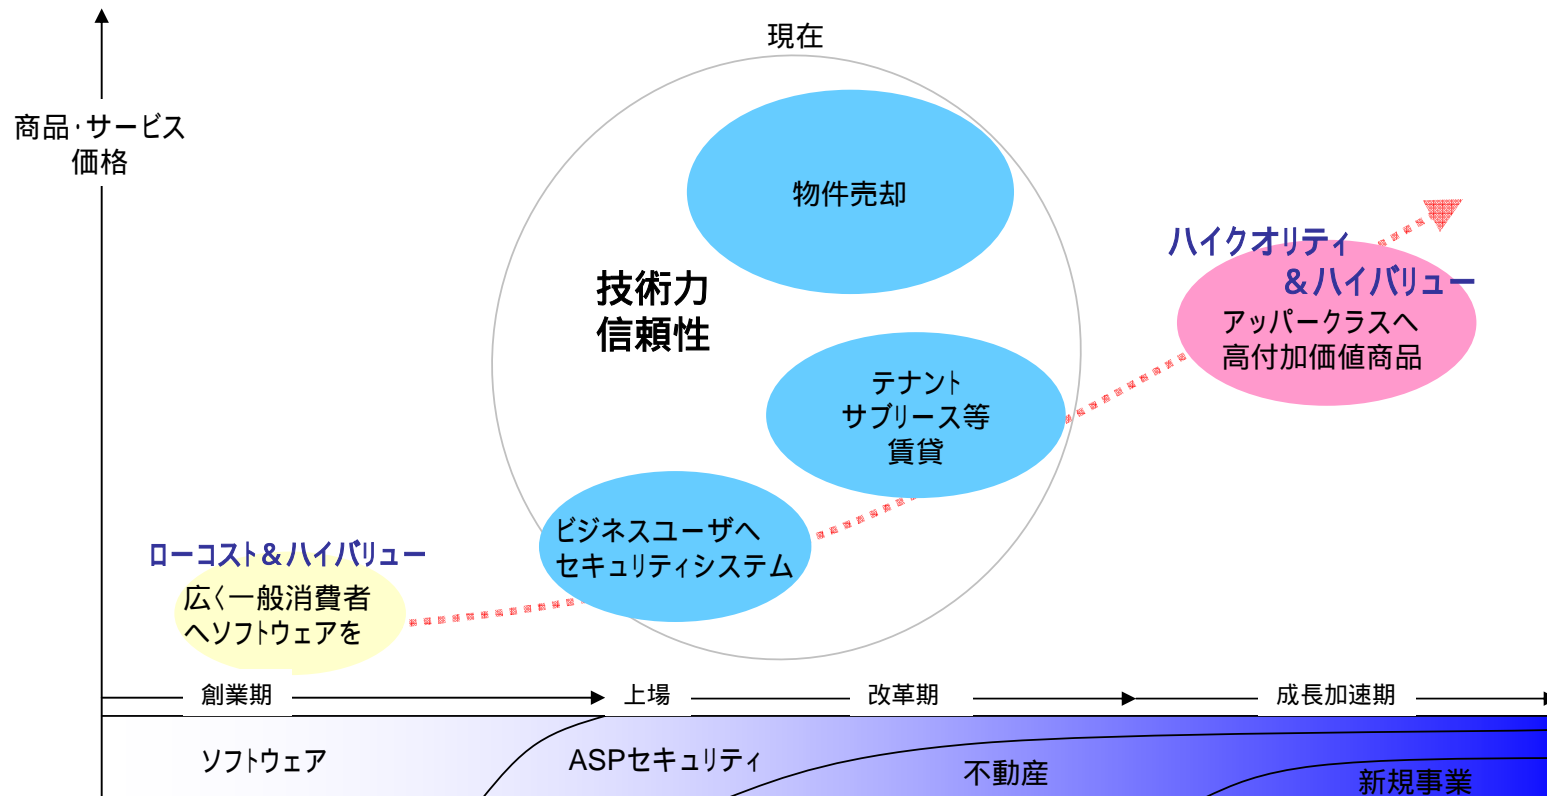 現在
商品・サービス
価格
物件売却
技術力
信頼性
ハイクオリティ
＆ハイバリュー
アッパークラスへ
高付加価値商品
テナント
サブリース等
賃貸
ビジネスユーザへ
セキュリティシステム
ローコスト＆ハイバリュー
広く一般消費者
へソフトウェアを
創業期
上場
改革期
成長加速期
ソフトウェア
ASPセキュリティ
不動産
新規事業